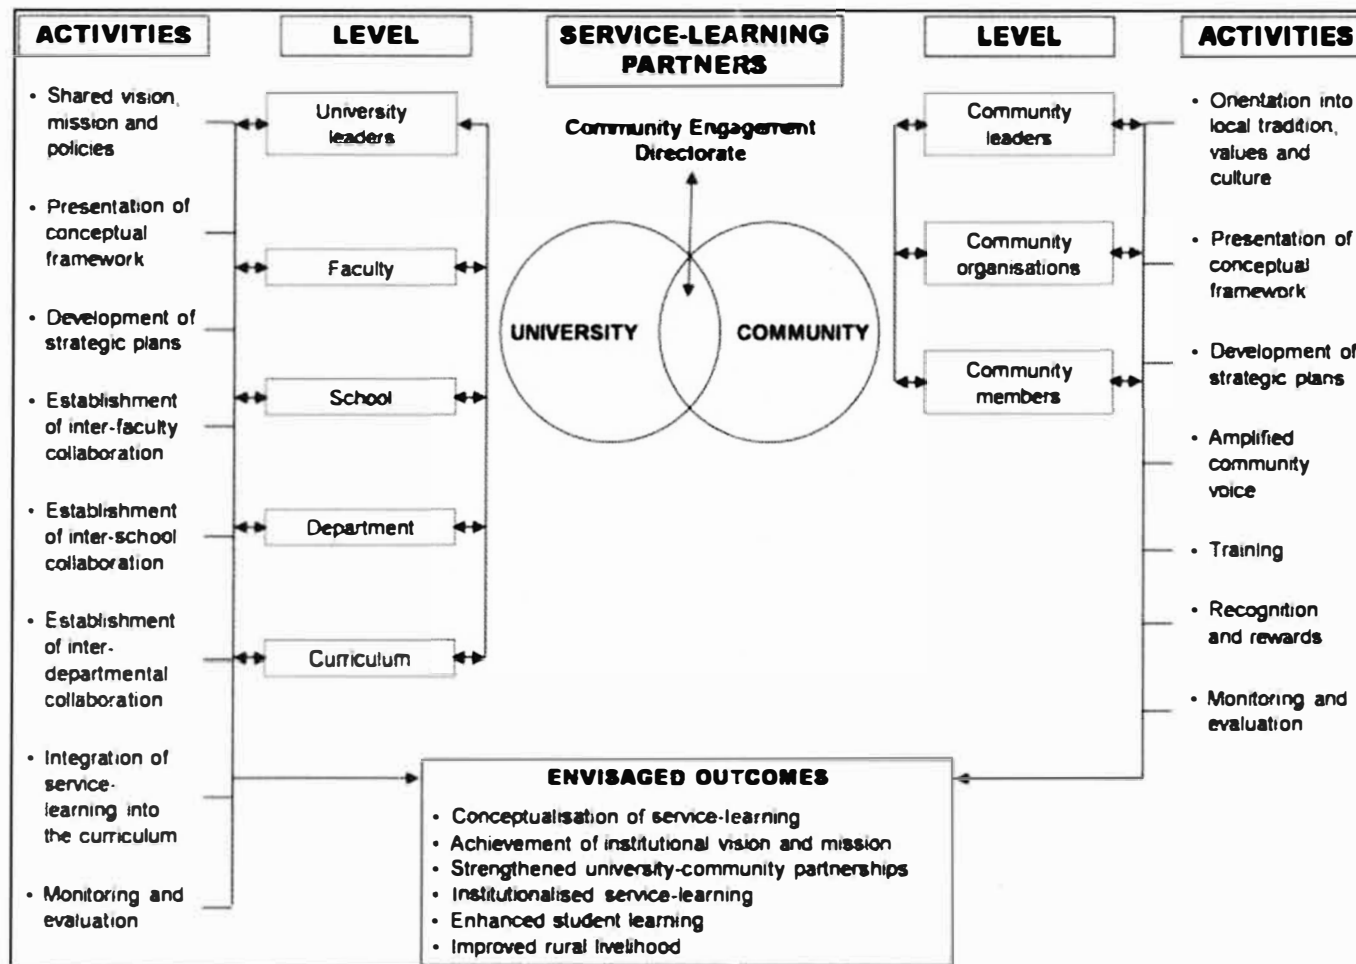 ACTIVITIES
• Shared vision,
mission and
policies
• Presentation of
conceptual
framework
• Development of
strategic plans
• Establishment
of inter-faculty
collaboration
• Establishment
of inter-school
collaboration
• Establishment
of inter-
departmental
collaboration
• Integration of
service-
learning into
the curriculum
• Monitoring and
evaluation
LEVEL
University
leaders
Faculty
School
Department
Curriculum
SERVICE-LEARNING
PARTNERS
Community Engagement
Directorate
UNIVERSITY
COMMUNITY
LEVEL
Community
leaders
Community
organisations
Community
members
ACTIVITIES
• Orientation into
local tradition,
values and
culture
• Presentation of
conceptual
framework
• Development of
strategic plans
• Amplified
community
voice
• Training
• Recognition
and rewards
• Monitoring and
evaluation
ENVISAGED OUTCOMES
• Conceptualisation of service-learning
• Achievement of institutional vision and mission
• Strengthened university-community partnerships
• Institutionalised service-learning
• Enhanced student learning
• Improved rural livelihood